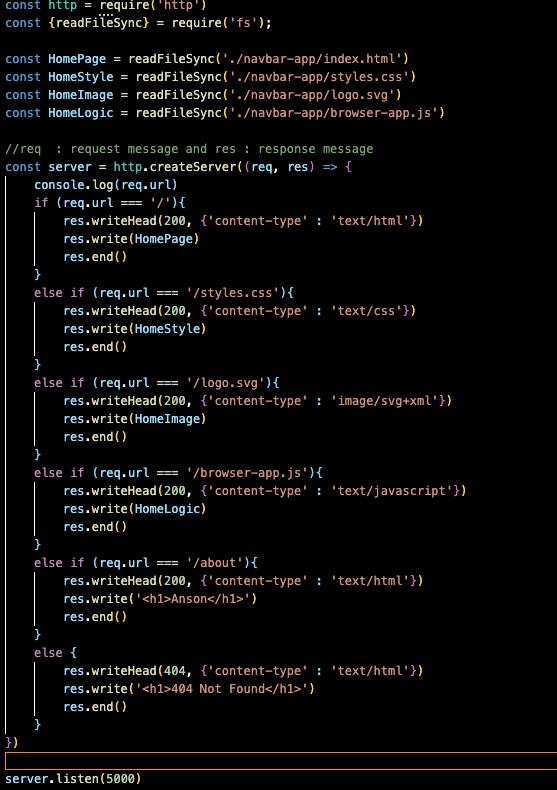 const http = require('http')
const {readFileSync} = require('fs');

const HomePage = readFileSync('./navbar-app/index.html')
const HomeStyle = readFileSync('./navbar-app/styles.css')
const HomeImage = readFileSync('./navbar-app/logo.svg')
const HomeLogic = readFileSync('./navbar-app/browser-app.js')

//req  : request message and res : response message
const server = http.createServer((req, res) => {
    console.log(req.url)
    if (req.url === '/'){
        res.writeHead(200, {'content-type' : 'text/html'})
        res.write(HomePage)
        res.end()
    }
    else if (req.url === '/styles.css'){
        res.writeHead(200, {'content-type' : 'text/css'})
        res.write(HomeStyle)
        res.end()
    }
    else if (req.url === '/logo.svg'){
        res.writeHead(200, {'content-type' : 'image/svg+xml'})
        res.write(HomeImage)
        res.end()
    }
    else if (req.url === '/browser-app.js'){
        res.writeHead(200, {'content-type' : 'text/javascript'})
        res.write(HomeLogic)
        res.end()
    }
    else if (req.url === '/about'){
        res.writeHead(200, {'content-type' : 'text/html'})
        res.write('<h1>Anson</h1>')
        res.end()
    }
    else {
        res.writeHead(404, {'content-type' : 'text/html'})
        res.write('<h1>404 Not Found</h1>')
        res.end()
    }
})

server.listen(5000)